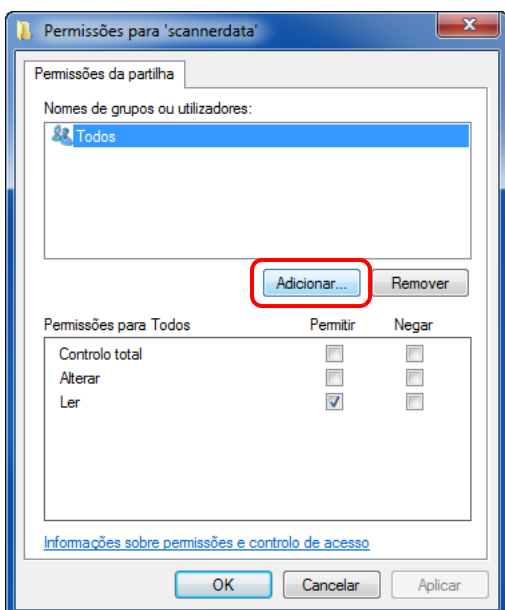 Permissões para 'scannerdata'
Permissões da partilha
Nomes de grupos ou utilizadores:
Todos
Adicionar... Remover
Permissões para Todos Permitir Negar
Controlo total
Alterar
Ler
Informações sobre permissões e controlo de acesso
OK Cancelar Aplicar